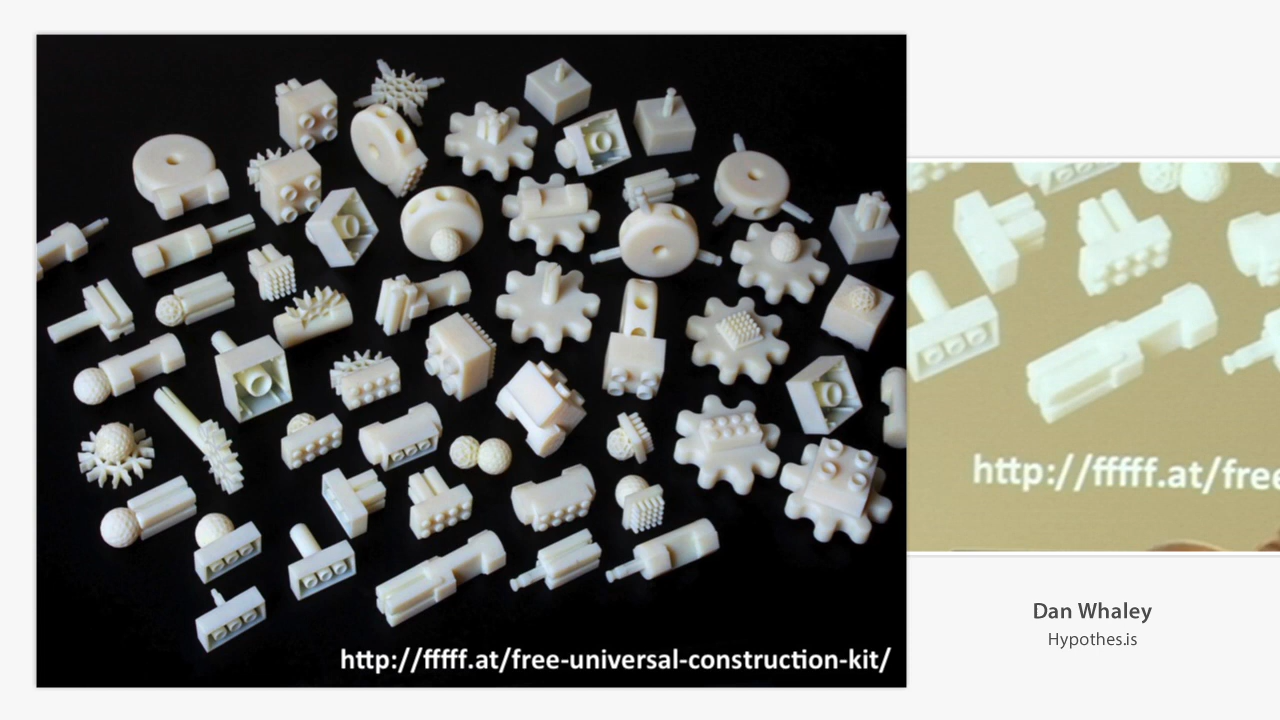 http://fffff.at/free-universal-construction-kit/
http://fffff.at/free
Dan Whaley
Hypothes.is